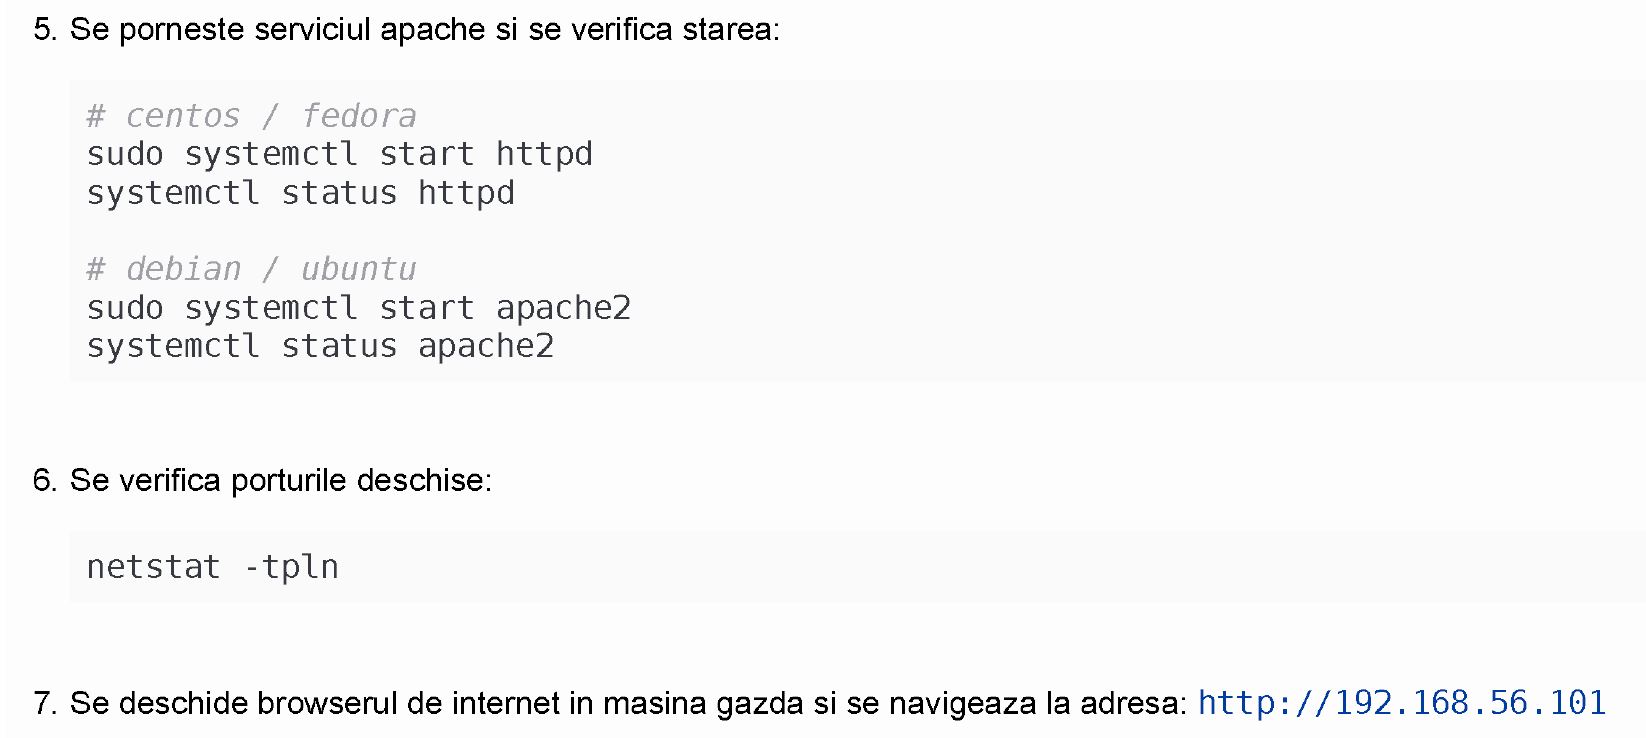 5. Se porneste serviciul apache si se verifica starea:
# centos / fedora
sudo systemctl start httpd
systemctl status httpd
# debian / ubuntu
sudo systemctl start apache2
systemctl status apache2
6. Se verifica porturile deschise:
netstat -tpln
7. Se deschide browserul de internet in masina gazda si se navigeaza la adresa: http://192.168.56.101